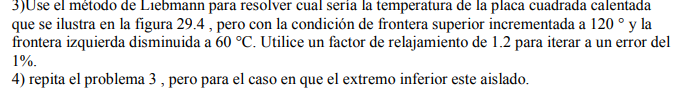 3)Use el método de Liebmann para resolver cual sería la temperatura de la placa cuadrada calentada
que se ilustra en la figura 29.4 , pero con la condición de frontera superior incrementada a 120 ° y la
frontera izquierda disminuida a 60 °C. Utilice un factor de relajamiento de 1.2 para iterar a un error del
1%.
4) repita el problema 3 , pero para el caso en que el extremo inferior este aislado.